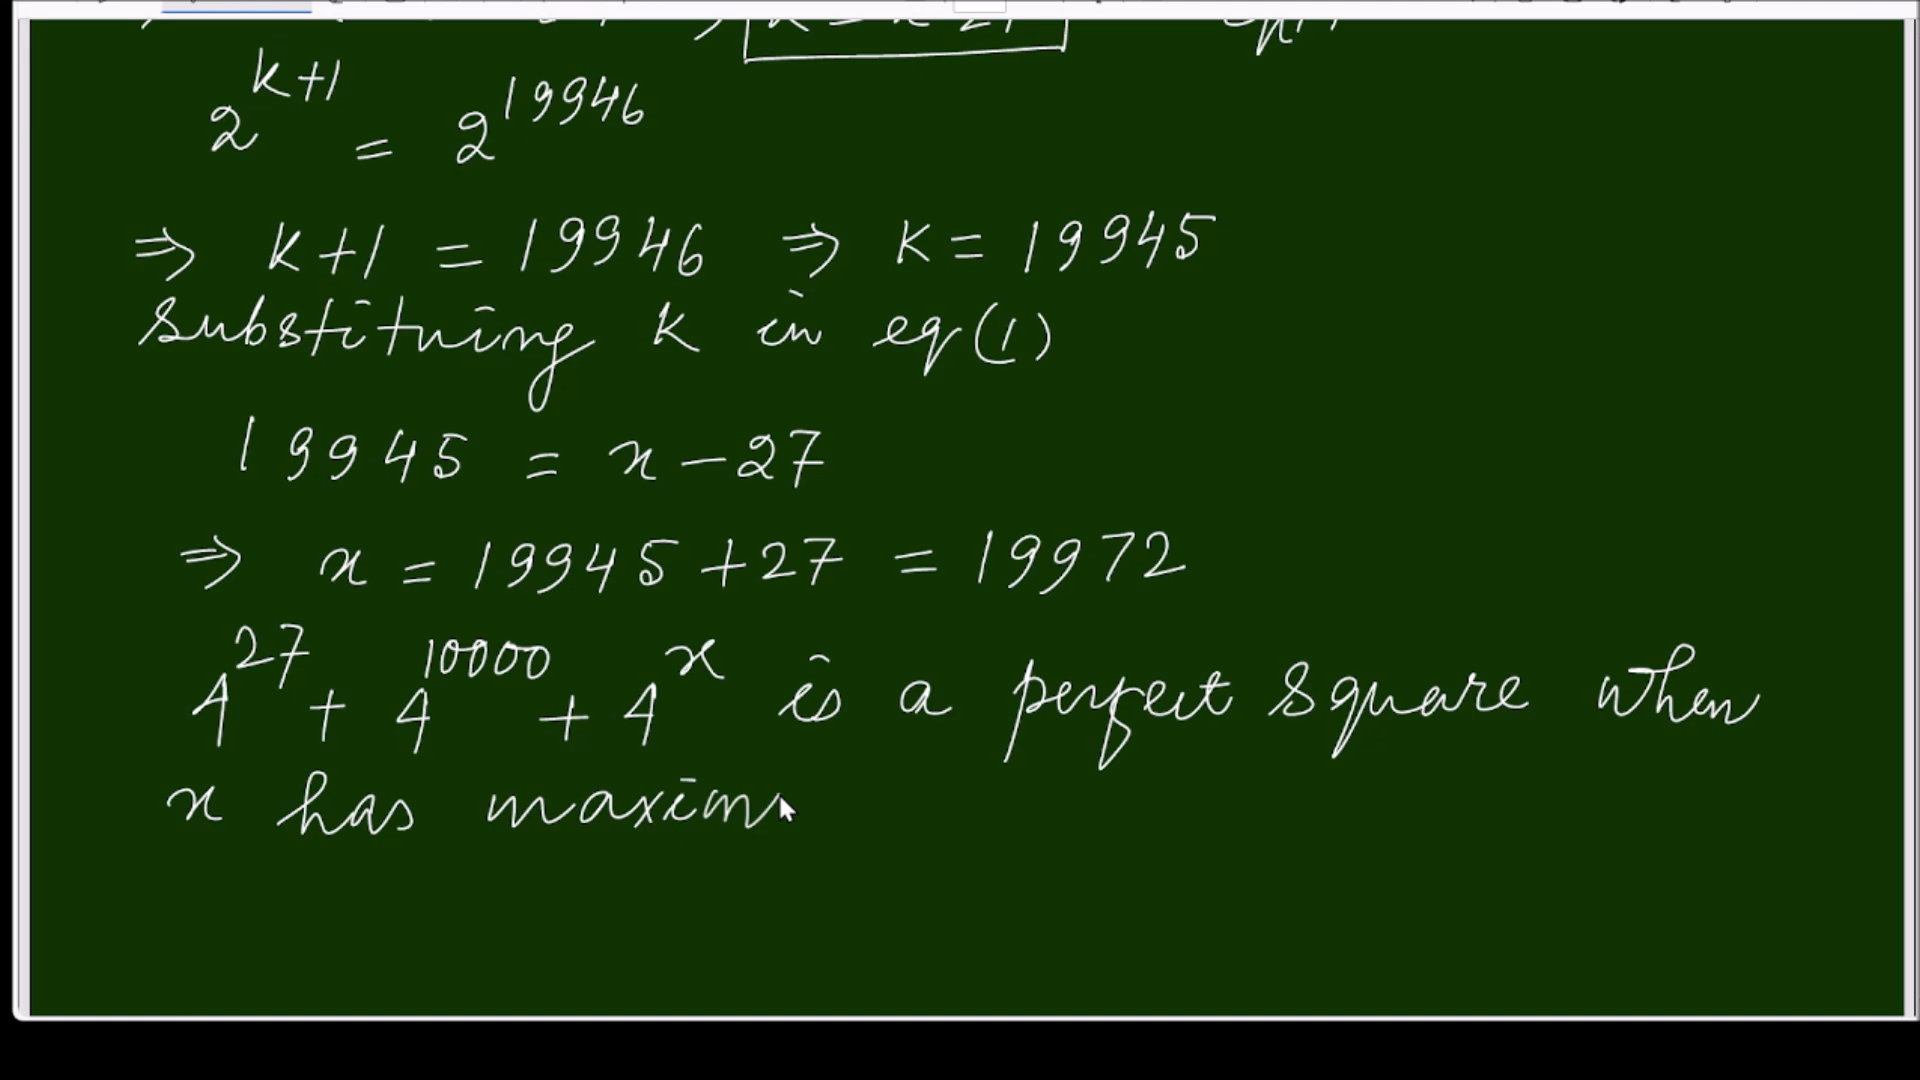 2^{k+1} = 2^{19946}
⇒ k+1 = 19946 ⇒ K = 19945
substituing K in eq(1)
19945 = x - 27
⇒ x = 19945 + 27 = 19972
4^{27} + 4^{10000} + 4^{x} is a perfect square when
x has maxim